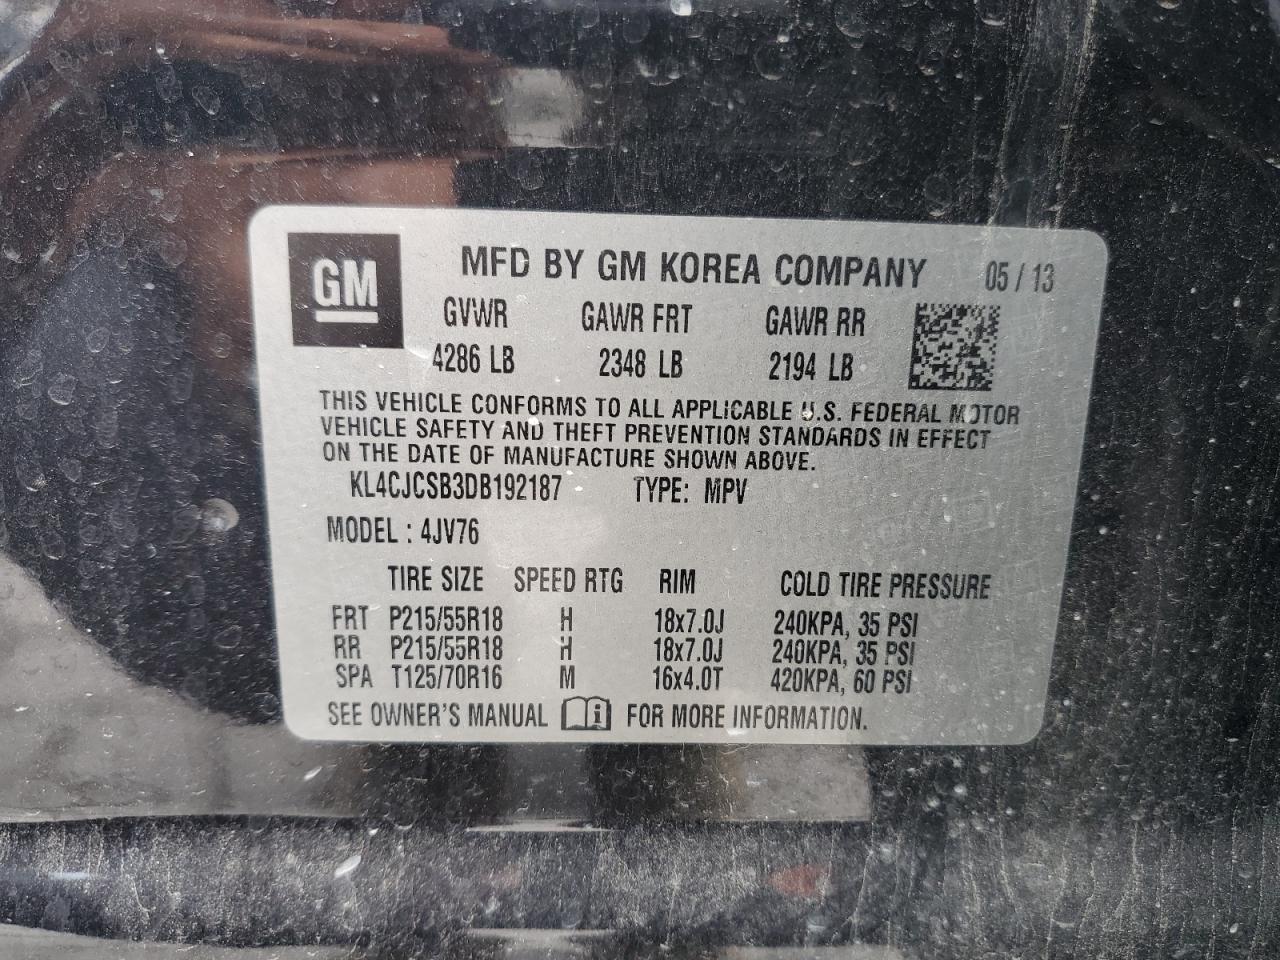 GM
MFD BY GM KOREA COMPANY 05 / 13
GVWR GAWR FRT GAWR RR
4286 LB 2348 LB 2194 LB
THIS VEHICLE CONFORMS TO ALL APPLICABLE U.S. FEDERAL MOTOR
VEHICLE SAFETY AND THEFT PREVENTION STANDARDS IN EFFECT
ON THE DATE OF MANUFACTURE SHOWN ABOVE.
KL4CJCSB3DB192187 TYPE: MPV
MODEL : 4JV76
TIRE SIZE SPEED RTG RIM COLD TIRE PRESSURE
FRT P215/55R18 H 18x7.0J 240KPA, 35 PSI
RR P215/55R18 H 18x7.0J 240KPA, 35 PSI
SPA T125/70R16 M 16x4.0T 420KPA, 60 PSI
SEE OWNER'S MANUAL i FOR MORE INFORMATION.